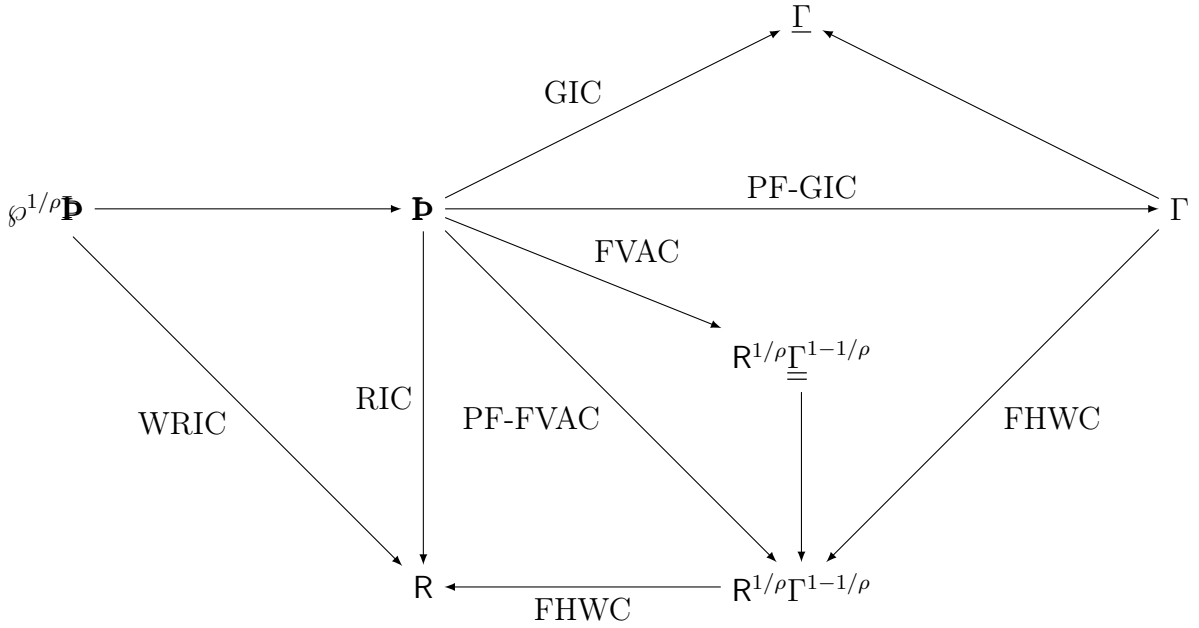 Γ̲
GIC
℘^{1/ρ}Þ
Þ
PF-GIC
Γ
FVAC
R^{1/ρ}Γ̳^{1−1/ρ}
RIC
WRIC
PF-FVAC
FHWC
R
FHWC
R^{1/ρ}Γ^{1−1/ρ}